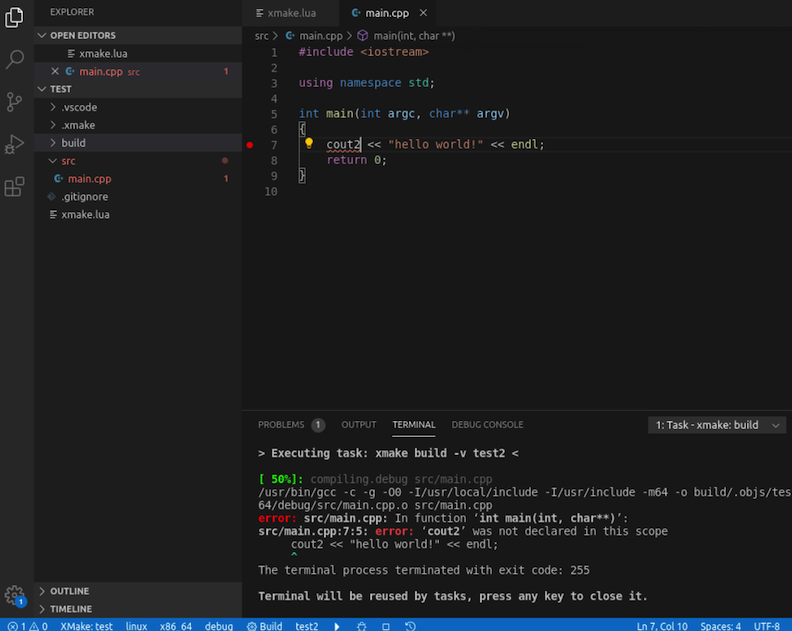 EXPLORER
OPEN EDITORS
xmake.lua
main.cpp src 1
TEST
.vscode
.xmake
build
src
main.cpp 1
.gitignore
xmake.lua
OUTLINE
TIMELINE
1
xmake.lua
main.cpp
src > main.cpp > main(int, char **)
1 #include <iostream>
2
3 using namespace std;
4
5 int main(int argc, char** argv)
6 {
7 cout2 << "hello world!" << endl;
8 return 0;
9 }
10
PROBLEMS 1 OUTPUT TERMINAL DEBUG CONSOLE 1: Task - xmake: build
> Executing task: xmake build -v test2 <
[ 50%]: compiling.debug src/main.cpp
/usr/bin/gcc -c -g -O0 -I/usr/local/include -I/usr/include -m64 -o build/.objs/tes
64/debug/src/main.cpp.o src/main.cpp
error: src/main.cpp: In function ‘int main(int, char**)’:
src/main.cpp:7:5: error: ‘cout2’ was not declared in this scope
cout2 << "hello world!" << endl;
^
The terminal process terminated with exit code: 255
Terminal will be reused by tasks, press any key to close it.
1 0 XMake: test linux x86_64 debug Build test2 Ln 7, Col 10 Spaces: 4 UTF-8